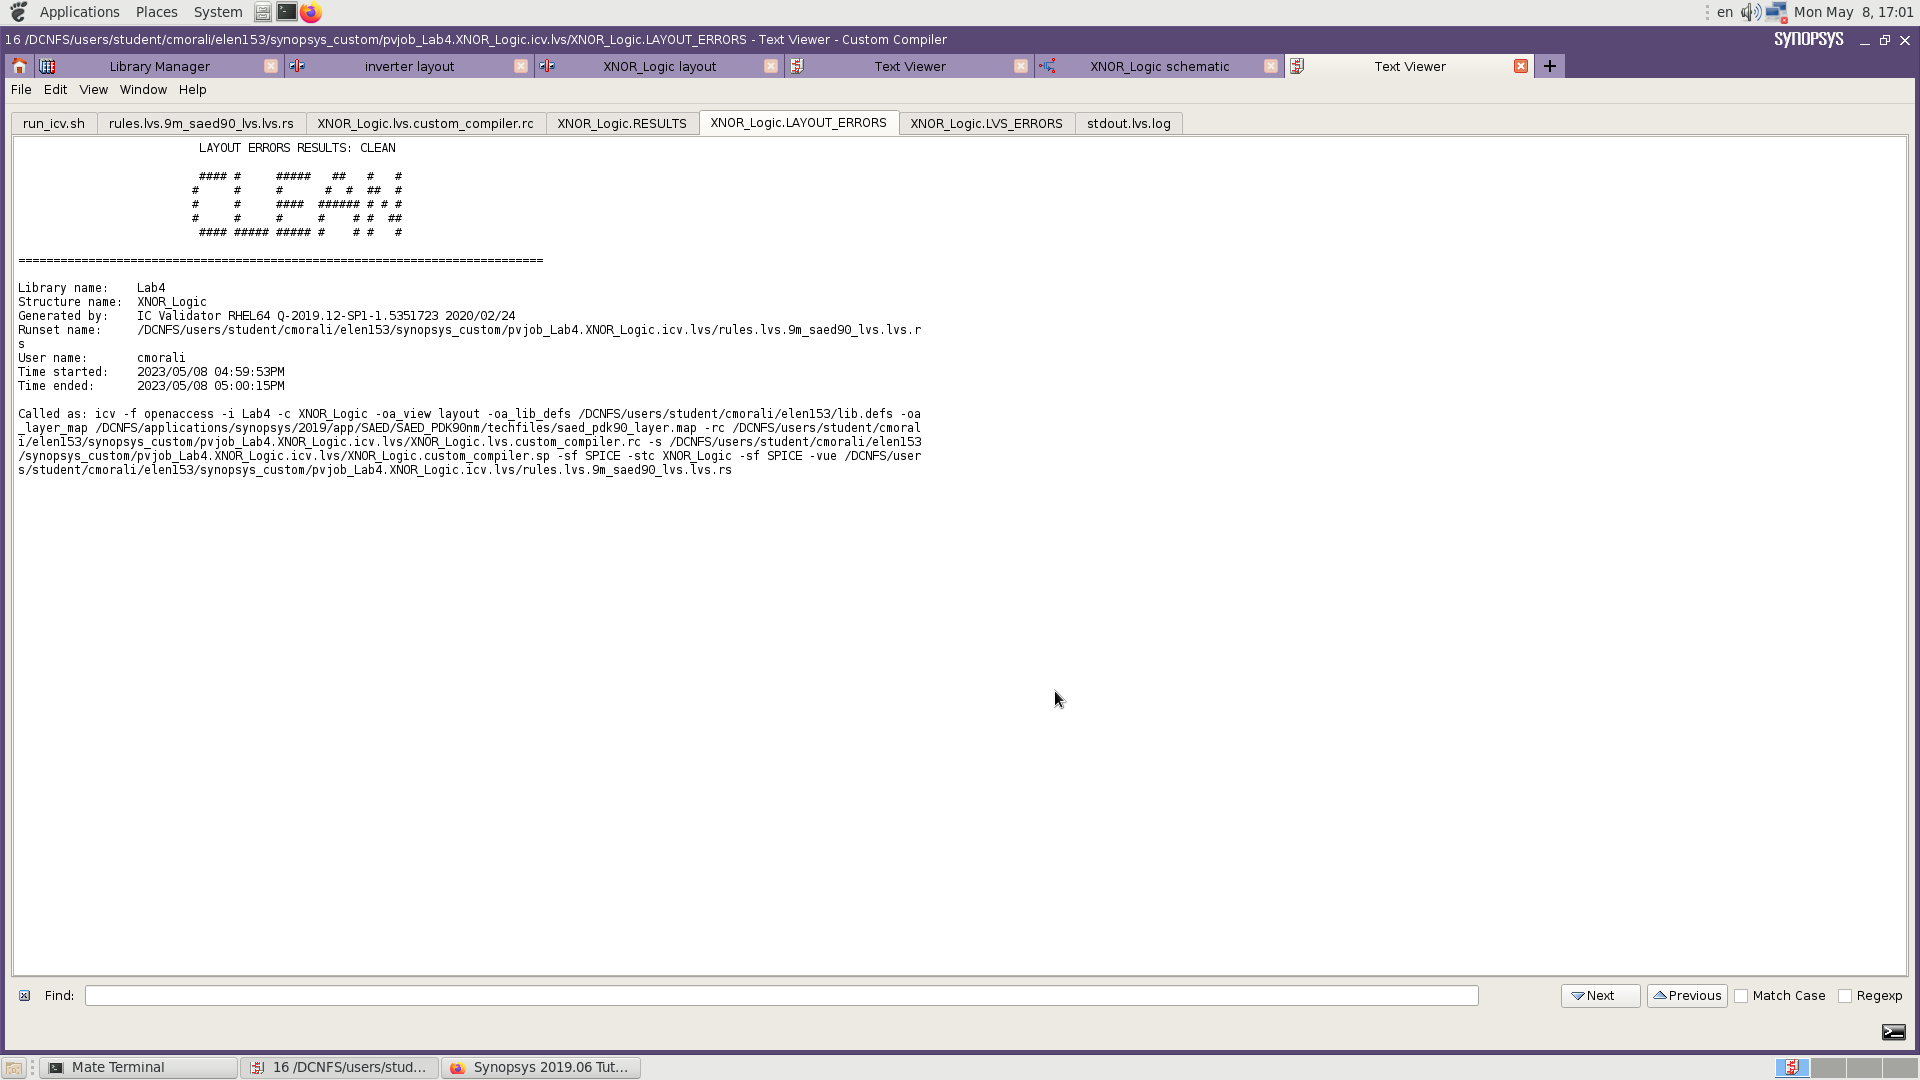 Applications Places System en Mon May 8, 17:01
16 /DCNFS/users/student/cmorali/elen153/synopsys_custom/pvjob_Lab4.XNOR_Logic.icv.lvs/XNOR_Logic.LAYOUT_ERRORS - Text Viewer - Custom Compiler SYNOPSYS
Library Manager inverter layout XNOR_Logic layout Text Viewer XNOR_Logic schematic Text Viewer
File Edit View Window Help
run_icv.sh rules.lvs.9m_saed90_lvs.lvs.rs XNOR_Logic.lvs.custom_compiler.rc XNOR_Logic.RESULTS XNOR_Logic.LAYOUT_ERRORS XNOR_Logic.LVS_ERRORS stdout.lvs.log
LAYOUT ERRORS RESULTS: CLEAN
#### # ##### ## # #
# # # # # ## #
# # #### ###### # # #
# # # # # # ##
#### ##### ##### # # # #
===========================================================================
Library name: Lab4
Structure name: XNOR_Logic
Generated by: IC Validator RHEL64 Q-2019.12-SP1-1.5351723 2020/02/24
Runset name: /DCNFS/users/student/cmorali/elen153/synopsys_custom/pvjob_Lab4.XNOR_Logic.icv.lvs/rules.lvs.9m_saed90_lvs.lvs.r
s
User name: cmorali
Time started: 2023/05/08 04:59:53PM
Time ended: 2023/05/08 05:00:15PM
Called as: icv -f openaccess -i Lab4 -c XNOR_Logic -oa_view layout -oa_lib_defs /DCNFS/users/student/cmorali/elen153/lib.defs -oa
_layer_map /DCNFS/applications/synopsys/2019/app/SAED/SAED_PDK90nm/techfiles/saed_pdk90_layer.map -rc /DCNFS/users/student/cmoral
i/elen153/synopsys_custom/pvjob_Lab4.XNOR_Logic.icv.lvs/XNOR_Logic.lvs.custom_compiler.rc -s /DCNFS/users/student/cmorali/elen153
/synopsys_custom/pvjob_Lab4.XNOR_Logic.icv.lvs/XNOR_Logic.custom_compiler.sp -sf SPICE -stc XNOR_Logic -sf SPICE -vue /DCNFS/user
s/student/cmorali/elen153/synopsys_custom/pvjob_Lab4.XNOR_Logic.icv.lvs/rules.lvs.9m_saed90_lvs.lvs.rs
Find: Next Previous Match Case Regexp
Mate Terminal 16 /DCNFS/users/stud... Synopsys 2019.06 Tut...